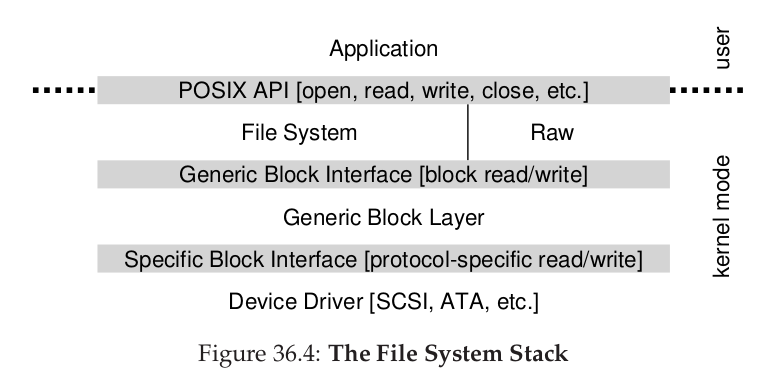 Application
user
POSIX API [open, read, write, close, etc.]
File System
Raw
Generic Block Interface [block read/write]
Generic Block Layer
kernel mode
Specific Block Interface [protocol-specific read/write]
Device Driver [SCSI, ATA, etc.]
Figure 36.4: The File System Stack